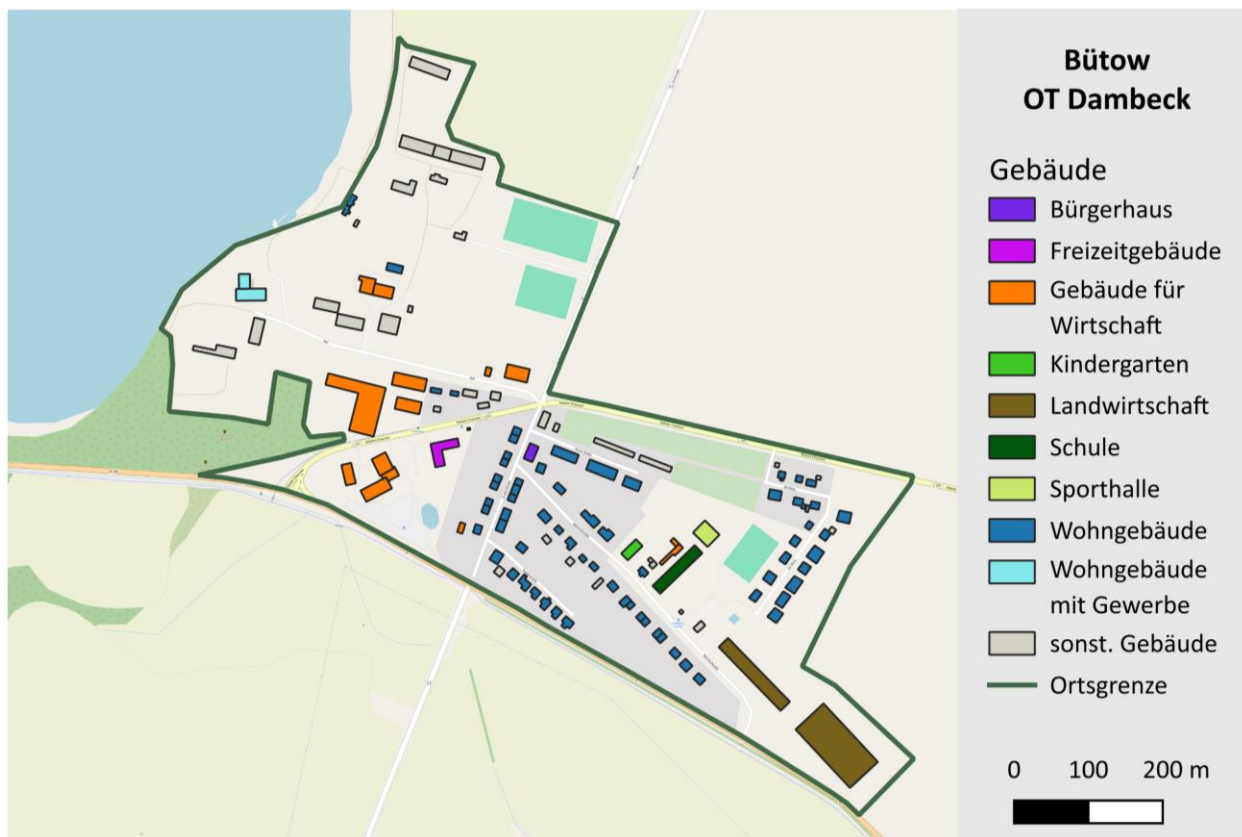 Bütow
OT Dambeck
Gebäude
Bürgerhaus
Freizeitgebäude
Gebäude für
Wirtschaft
Kindergarten
Landwirtschaft
Schule
Sporthalle
Wohngebäude
Wohngebäude
mit Gewerbe
sonst. Gebäude
Ortsgrenze
0 100 200 m